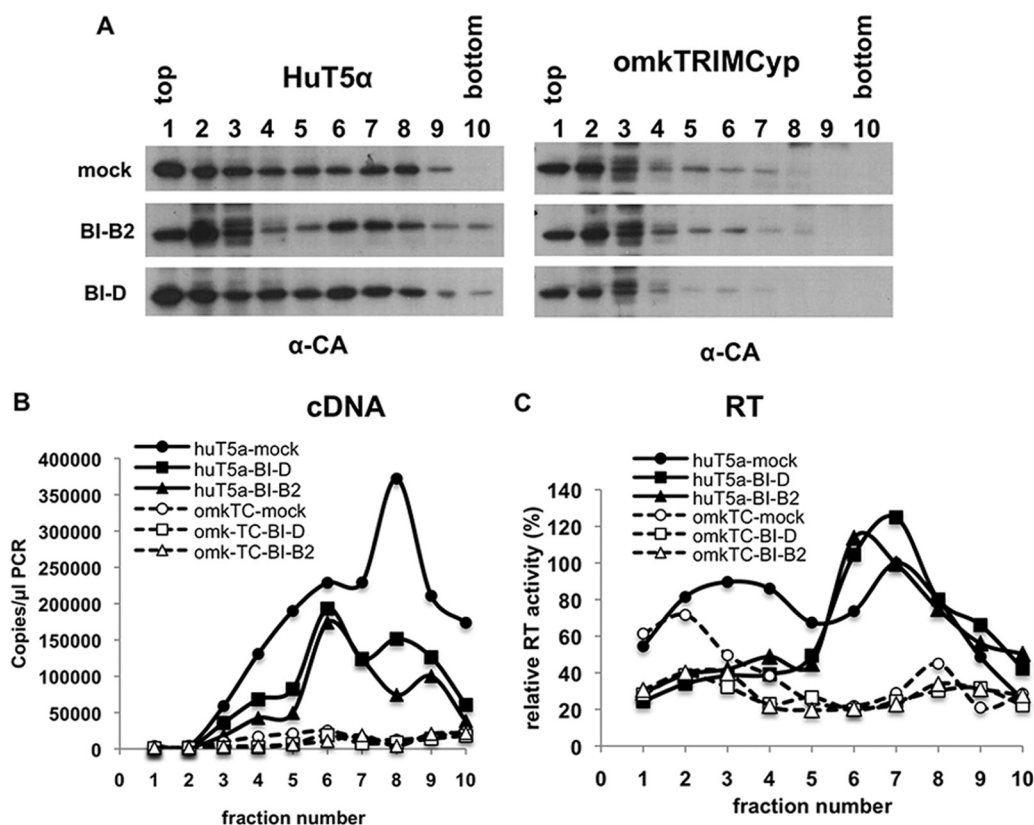 A
HuT5α
omkTRIMCyp
top
bottom
top
bottom
1 2 3 4 5 6 7 8 9 10
1 2 3 4 5 6 7 8 9 10
mock
BI-B2
BI-D
α-CA
α-CA
B
cDNA
huT5a-mock
huT5a-BI-D
huT5a-BI-B2
omkTC-mock
omk-TC-BI-D
omk-TC-BI-B2
Copies/µl PCR
400000
350000
300000
250000
200000
150000
100000
50000
0
0 1 2 3 4 5 6 7 8 9 10
fraction number
C
RT
huT5a-mock
huT5a-BI-D
huT5a-BI-B2
omkTC-mock
omkTC-BI-D
omkTC-BI-B2
relative RT activity (%)
140
120
100
80
60
40
20
0
0 1 2 3 4 5 6 7 8 9 10
fraction number